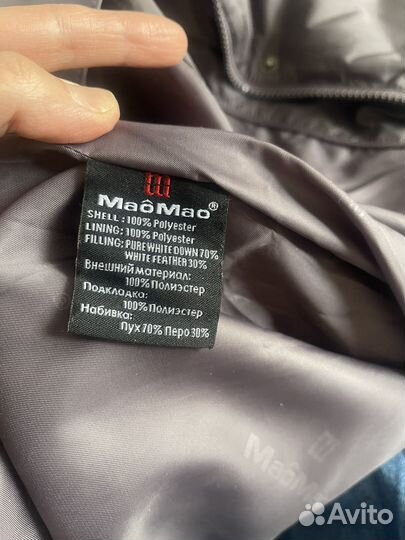 MaôMao®
SHELL: 100% Polyester
LINING: 100% Polyester
FILLING: PURE WHITE DOWN 70%
WHITE FEATHER 30%
Внешний материал:
100% Полиэстер
Подкладка:
100% Полиэстер
Набивка:
Пух 70% Перо 30%
MaôMao
Avito